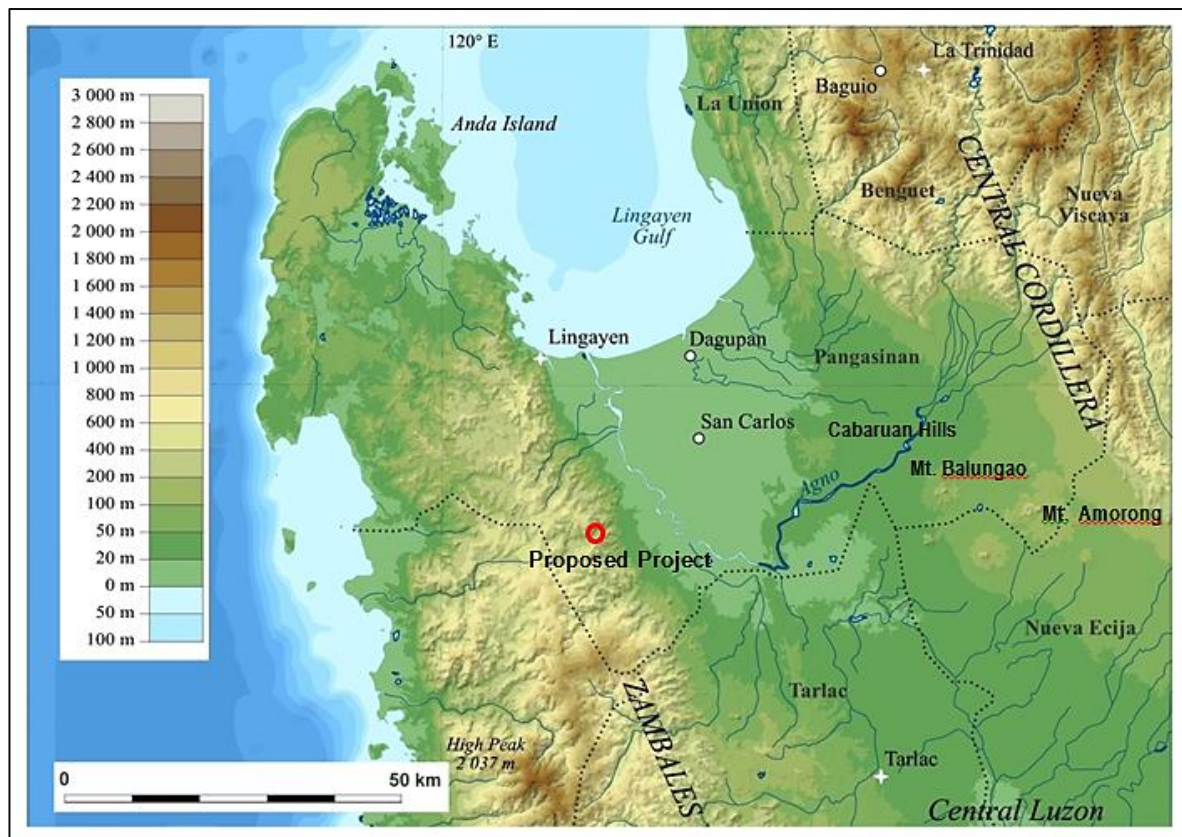 120° E
La Trinidad
Baguio
3 000 m
2 800 m
2 600 m
2 400 m
2 200 m
2 000 m
1 800 m
1 600 m
1 400 m
1 200 m
1 000 m
800 m
600 m
400 m
200 m
100 m
50 m
20 m
0 m
50 m
100 m
La Union
Anda Island
CENTRAL CORDILLERA
Benguet
Nueva
Viscava
Lingayen
Gulf
Lingayen
Dagupan
Pangasinan
San Carlos
Cabaruan Hills
Mt. Balungao
Agno
Mt. Amorong
Proposed Project
Nueva Ecija
Tarlac
ZAMBALES
High Peak
2 037 m
Tarlac
0 50 km
Central Luzon